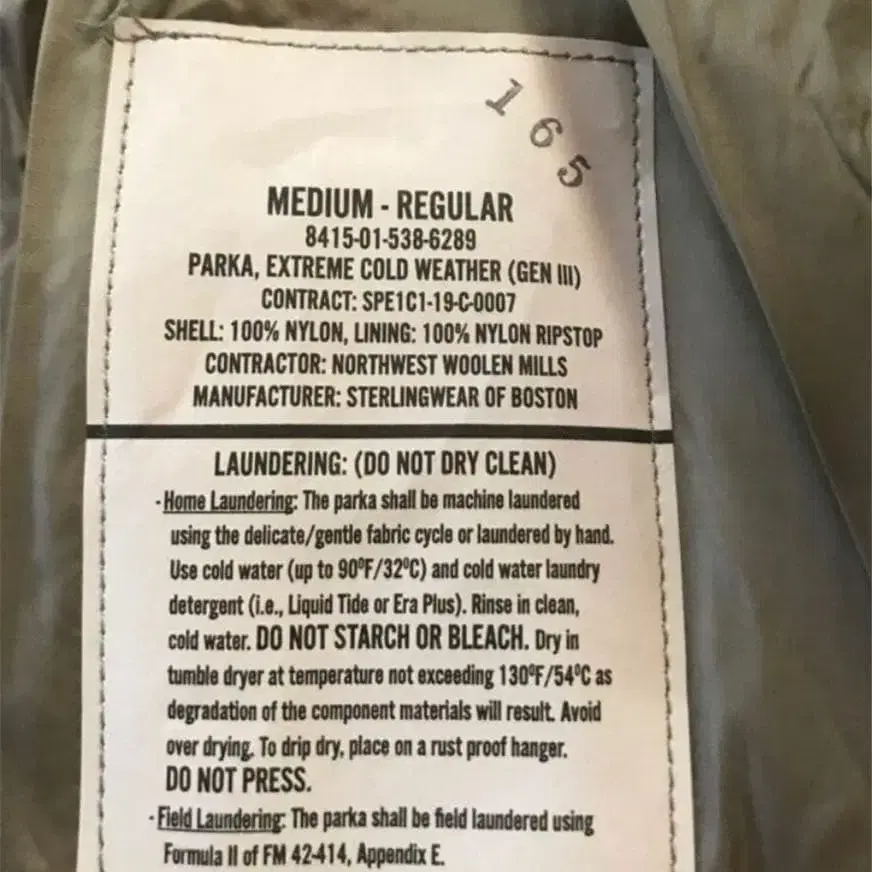 165
MEDIUM - REGULAR
8415-01-538-6289
PARKA, EXTREME COLD WEATHER (GEN III)
CONTRACT: SPE1C1-19-C-0007
SHELL: 100% NYLON, LINING: 100% NYLON RIPSTOP
CONTRACTOR: NORTHWEST WOOLEN MILLS
MANUFACTURER: STERLINGWEAR OF BOSTON
LAUNDERING: (DO NOT DRY CLEAN)
- Home Laundering: The parka shall be machine laundered
using the delicate/gentle fabric cycle or laundered by hand.
Use cold water (up to 90ºF/32ºC) and cold water laundry
detergent (i.e., Liquid Tide or Era Plus). Rinse in clean,
cold water. DO NOT STARCH OR BLEACH. Dry in
tumble dryer at temperature not exceeding 130ºF/54ºC as
degradation of the component materials will result. Avoid
over drying. To drip dry, place on a rust proof hanger.
DO NOT PRESS.
- Field Laundering: The parka shall be field laundered using
Formula II of FM 42-414, Appendix E.